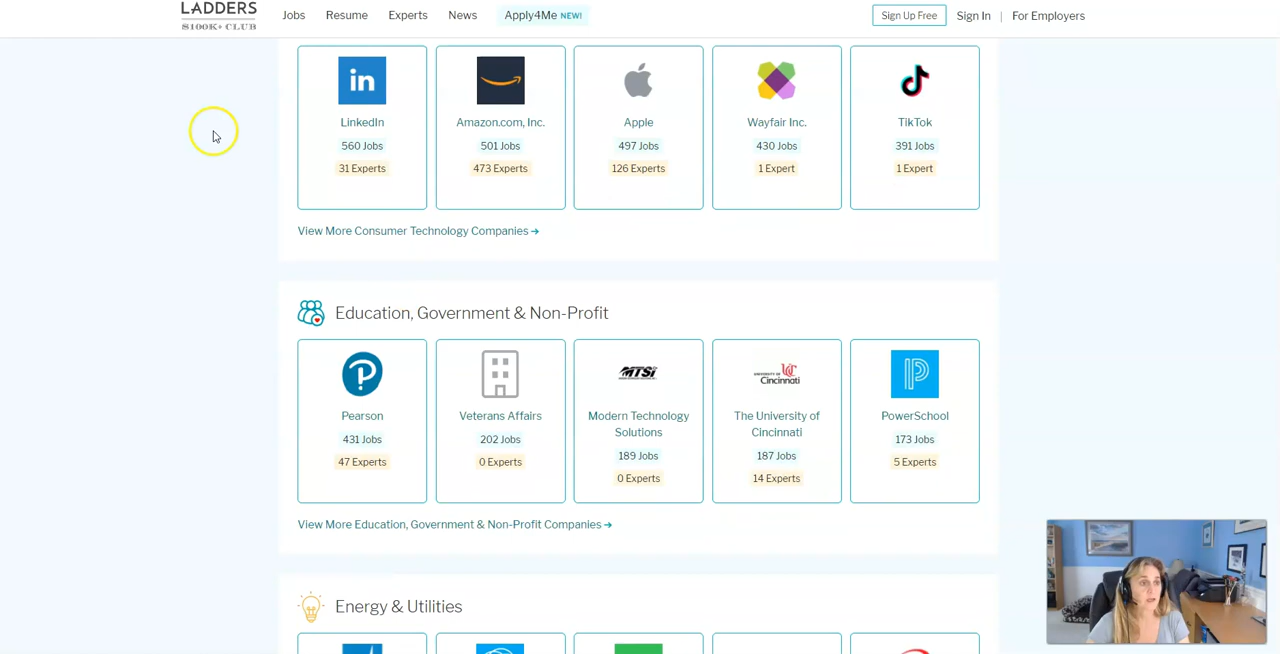 LADDERS
$100K+ CLUB
Jobs Resume Experts News Apply4Me NEW! Sign Up Free Sign In | For Employers
in
LinkedIn Amazon.com, Inc. Apple Wayfair Inc. TikTok
560 Jobs 501 Jobs 497 Jobs 430 Jobs 391 Jobs
31 Experts 473 Experts 126 Experts 1 Expert 1 Expert
View More Consumer Technology Companies →
Education, Government & Non-Profit
P MTSi UNIVERSITY OF Cincinnati P
Pearson Veterans Affairs Modern Technology Solutions The University of Cincinnati PowerSchool
431 Jobs 202 Jobs 189 Jobs 187 Jobs 173 Jobs
47 Experts 0 Experts 0 Experts 14 Experts 5 Experts
View More Education, Government & Non-Profit Companies →
Energy & Utilities